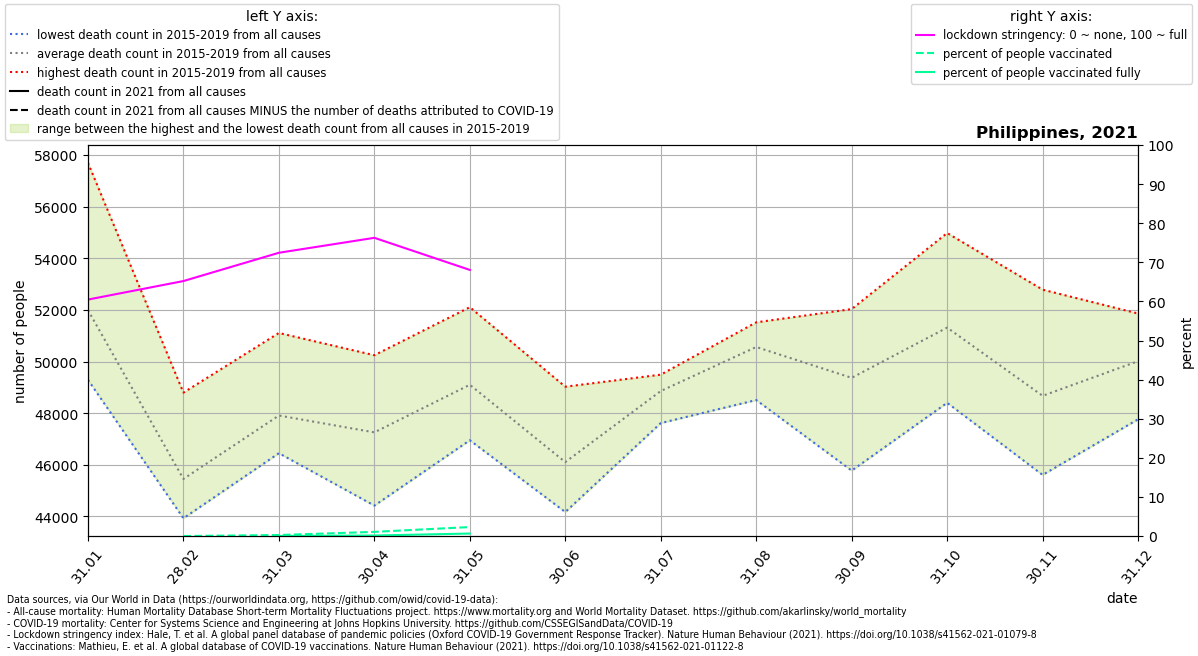 left Y axis:
lowest death count in 2015-2019 from all causes
average death count in 2015-2019 from all causes
highest death count in 2015-2019 from all causes
death count in 2021 from all causes
death count in 2021 from all causes MINUS the number of deaths attributed to COVID-19
range between the highest and the lowest death count from all causes in 2015-2019
right Y axis:
lockdown stringency: 0 ~ none, 100 ~ full
percent of people vaccinated
percent of people vaccinated fully
Philippines, 2021
number of people
58000
56000
54000
52000
50000
48000
46000
44000
100
90
80
70
60
50
40
30
20
10
0
percent
31.01
28.02
31.03
30.04
31.05
30.06
31.07
31.08
30.09
31.10
30.11
31.12
date
Data sources, via Our World in Data (https://ourworldindata.org, https://github.com/owid/covid-19-data):
- All-cause mortality: Human Mortality Database Short-term Mortality Fluctuations project. https://www.mortality.org and World Mortality Dataset. https://github.com/akarlinsky/world_mortality
- COVID-19 mortality: Center for Systems Science and Engineering at Johns Hopkins University. https://github.com/CSSEGISandData/COVID-19
- Lockdown stringency index: Hale, T. et al. A global panel database of pandemic policies (Oxford COVID-19 Government Response Tracker). Nature Human Behaviour (2021). https://doi.org/10.1038/s41562-021-01079-8
- Vaccinations: Mathieu, E. et al. A global database of COVID-19 vaccinations. Nature Human Behaviour (2021). https://doi.org/10.1038/s41562-021-01122-8